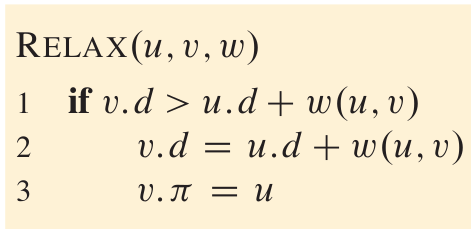 RELAX(u, v, w)
1 if v.d > u.d + w(u, v)
2 v.d = u.d + w(u, v)
3 v.π = u